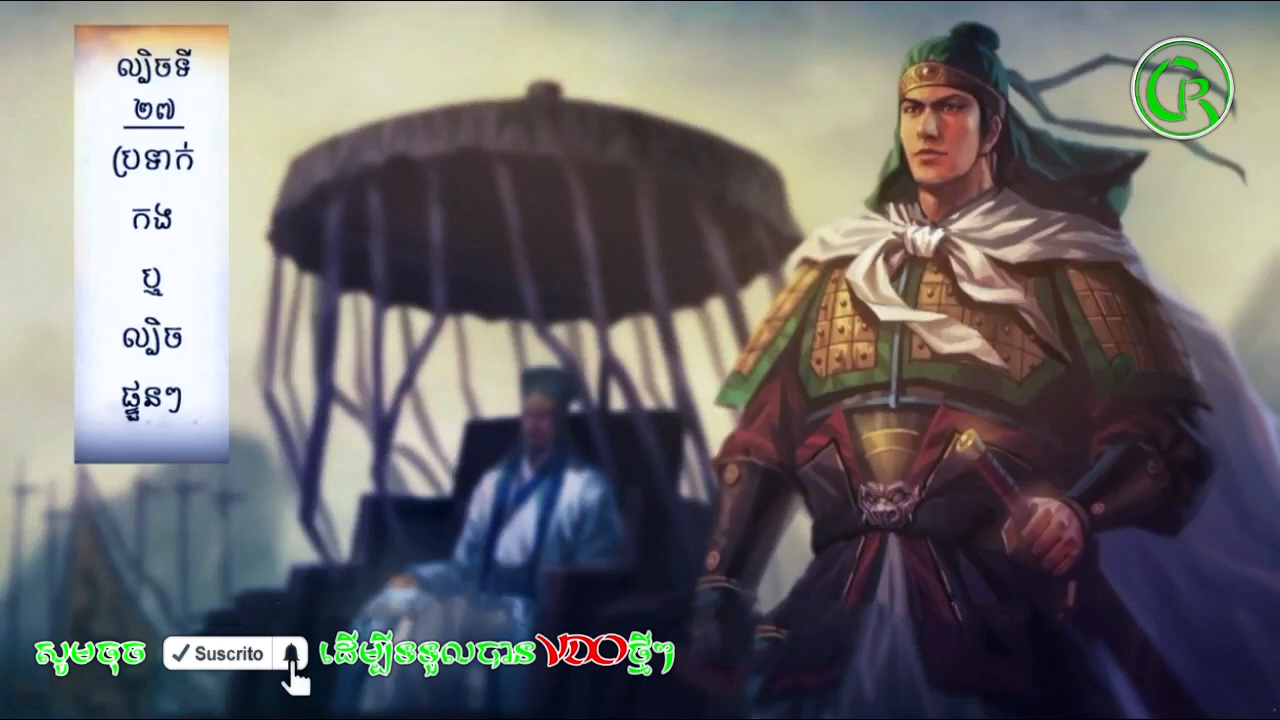 ល្បិចទី
២៧
ប្រទាក់
កង
ឬ
ល្បិច
ផ្ទួនៗ
CR
សូមចុច Suscrito ដើម្បីទទួលបាន VDO ថ្មីៗ